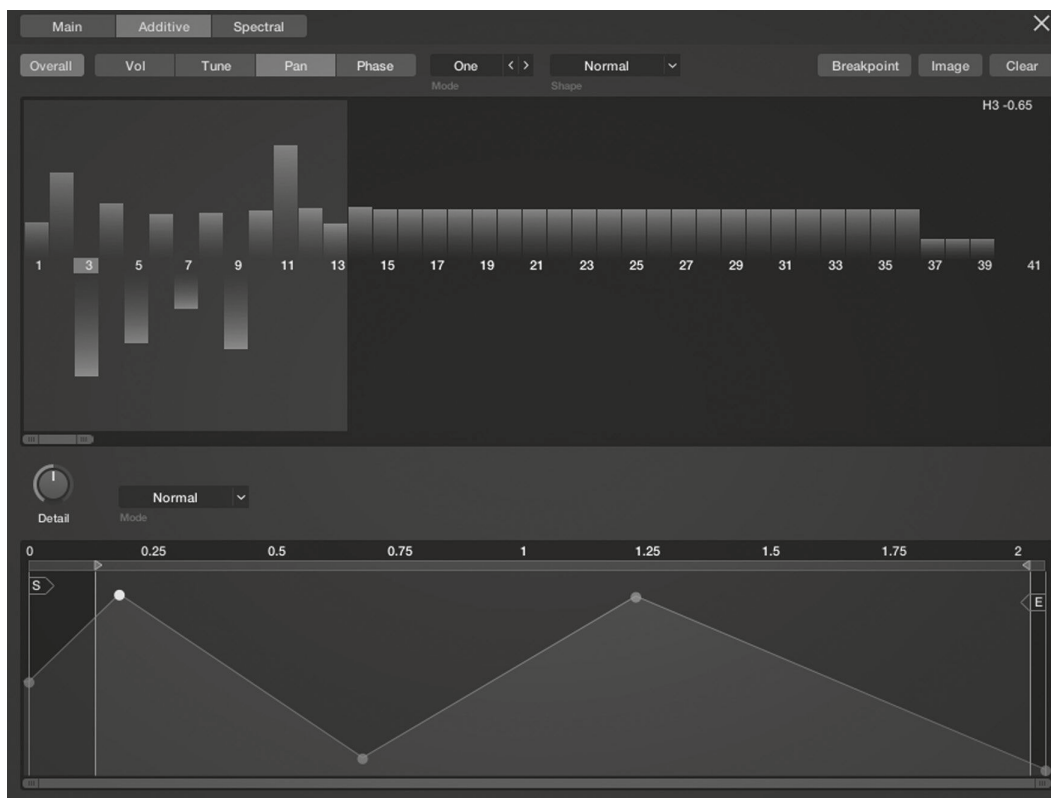 Main Additive Spectral
Overall Vol Tune Pan Phase One Normal Breakpoint Image Clear
Mode Shape
H3 -0.65
1 3 5 7 9 11 13 15 17 19 21 23 25 27 29 31 33 35 37 39 41
Normal
Detail Mode
0 0.25 0.5 0.75 1 1.25 1.5 1.75 2
S E